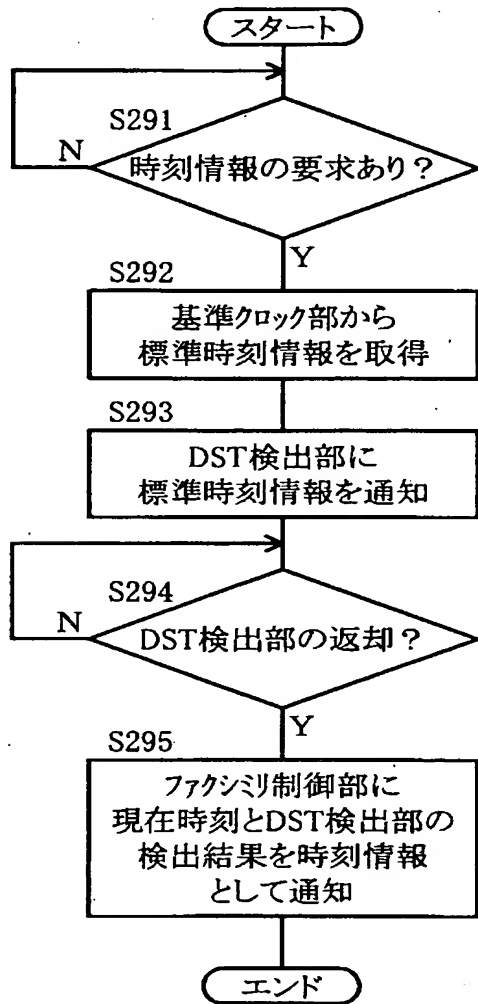 スタート
S291
N
時刻情報の要求あり？
Y
S292
基準クロック部から
標準時刻情報を取得
S293
DST検出部に
標準時刻情報を通知
S294
N
DST検出部の返却？
Y
S295
ファクシミリ制御部に
現在時刻とDST検出部の
検出結果を時刻情報
として通知
エンド